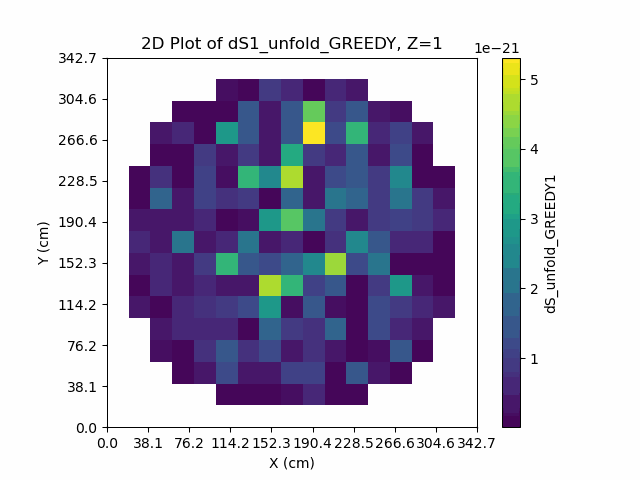 2D Plot of dS1_unfold_GREEDY, Z=1
1e−21
342.7
304.6
266.6
228.5
190.4
152.3
114.2
76.2
38.1
0.0
Y (cm)
0.0 38.1 76.2 114.2 152.3 190.4 228.5 266.6 304.6 342.7
X (cm)
5
4
3
2
1
dS_unfold_GREEDY1